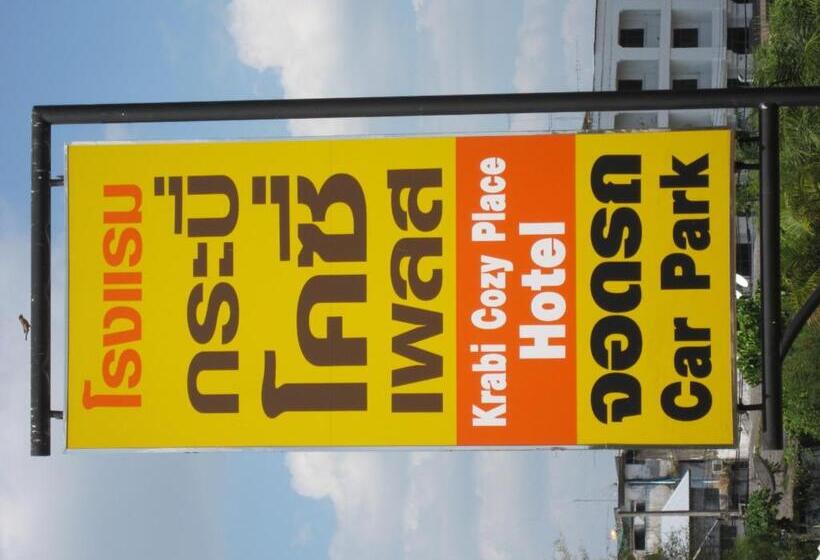 โรงแรม
กระบี่
โคซี่
เพลส
Krabi Cozy Place
Hotel
จอดรถ
Car Park